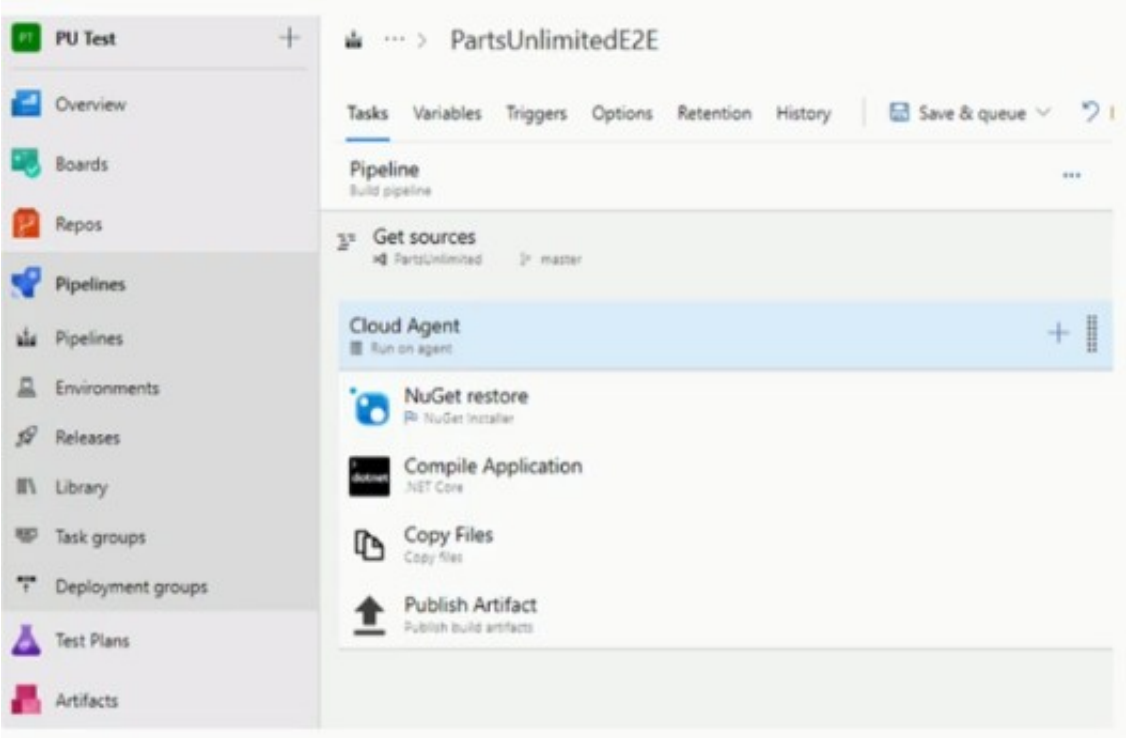 PT PU Test +
Overview
Boards
Repos
Pipelines
Pipelines
Environments
Releases
Library
Task groups
Deployment groups
Test Plans
Artifacts
... > PartsUnlimitedE2E
Tasks Variables Triggers Options Retention History Save & queue
Pipeline
Build pipeline
...
Get sources
PartsUnlimited master
Cloud Agent
Run on agent
+
NuGet restore
NuGet Installer
dotnet
Compile Application
.NET Core
Copy Files
Copy files
Publish Artifact
Publish build artifacts